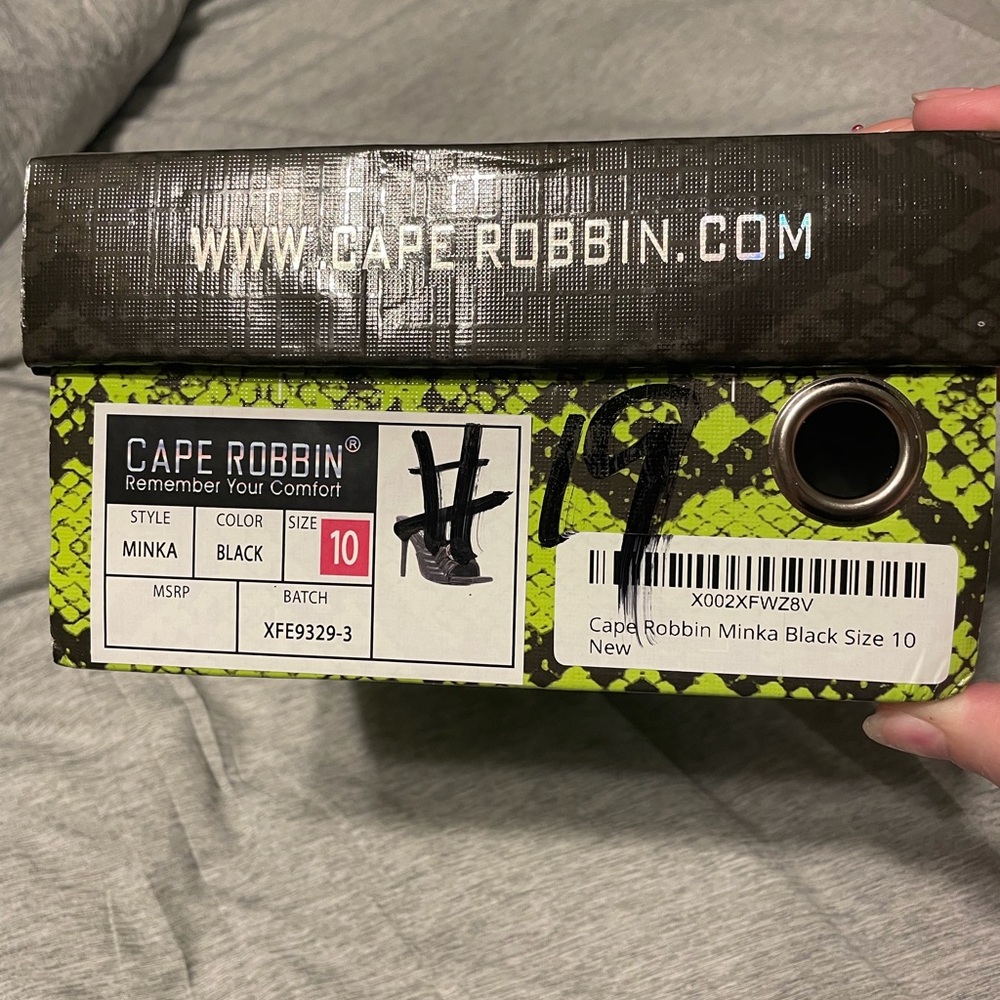 WWW.CAPE ROBBIN.COM
CAPE ROBBIN®
Remember Your Comfort
STYLE
MINKA
COLOR
BLACK
SIZE
10
MSRP
BATCH
XFE9329-3
#19
X002XFWZ8V
Cape Robbin Minka Black Size 10
New